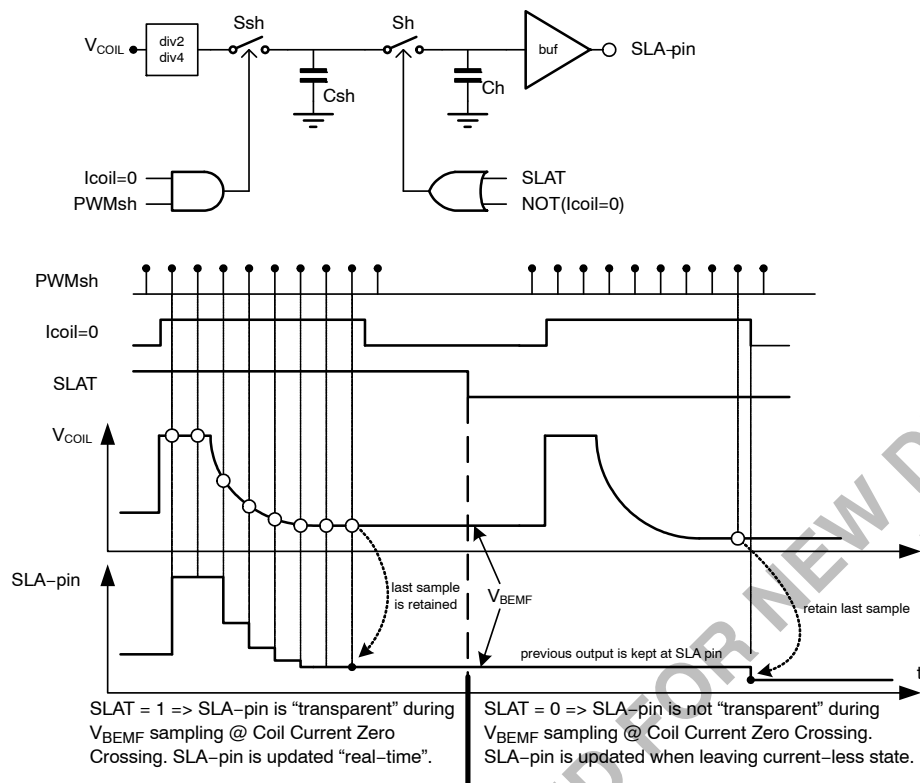 Ssh
Sh
VCOIL
div2
div4
buf
SLA−pin
Csh
Ch
Icoil=0
PWMsh
SLAT
NOT(Icoil=0)
PWMsh
Icoil=0
SLAT
VCOIL
SLA−pin
last sample
is retained
VBEMF
retain last sample
previous output is kept at SLA pin
t
SLAT = 1 => SLA−pin is “transparent” during
VBEMF sampling @ Coil Current Zero
Crossing. SLA−pin is updated “real−time”.
SLAT = 0 => SLA−pin is not “transparent” during
VBEMF sampling @ Coil Current Zero Crossing.
SLA−pin is updated when leaving current−less state.
D FOR NEW D